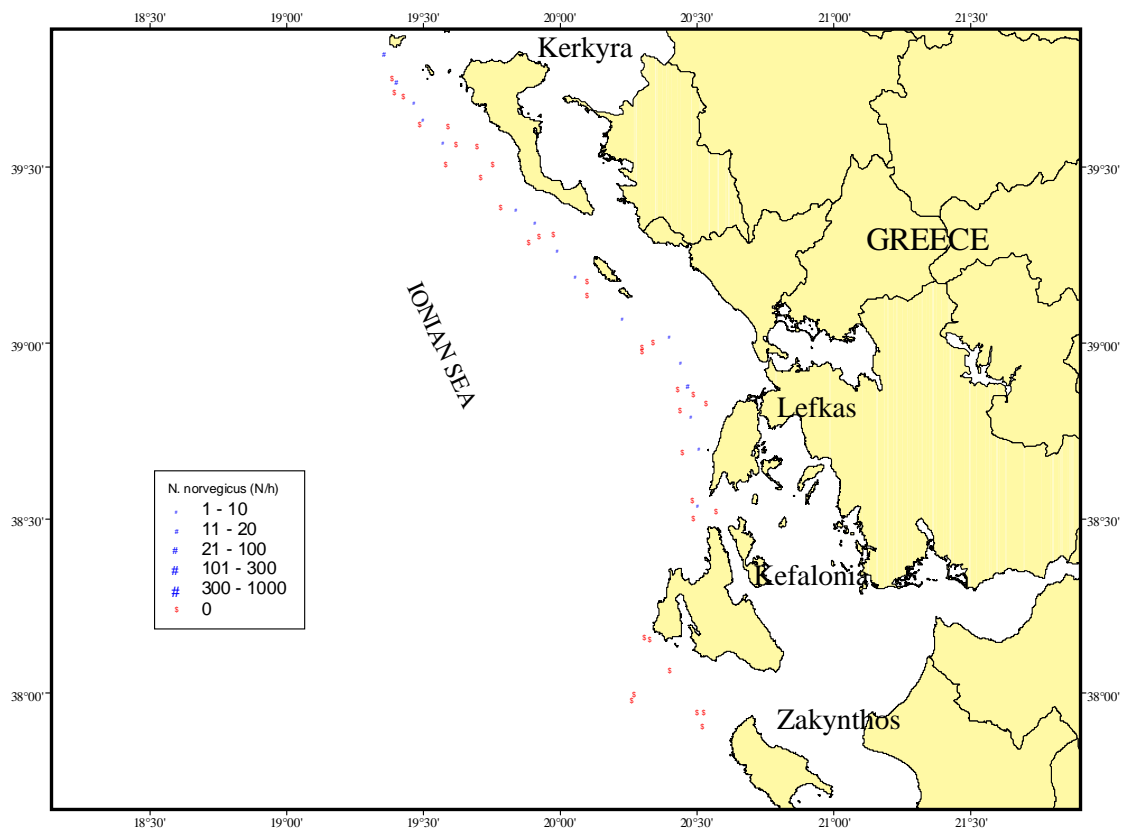 18°30' 19°00' 19°30' 20°00' 20°30' 21°00' 21°30'
Kerkyra
39°30' 39°30'
GREECE
IONIAN SEA
39°00' 39°00'
Lefkas
N. norvegicus (N/h)
# 1 - 10
# 11 - 20
# 21 - 100
# 101 - 300
# 300 - 1000
$ 0
38°30' 38°30'
Kefalonia
38°00' 38°00'
Zakynthos
18°30' 19°00' 19°30' 20°00' 20°30' 21°00' 21°30'